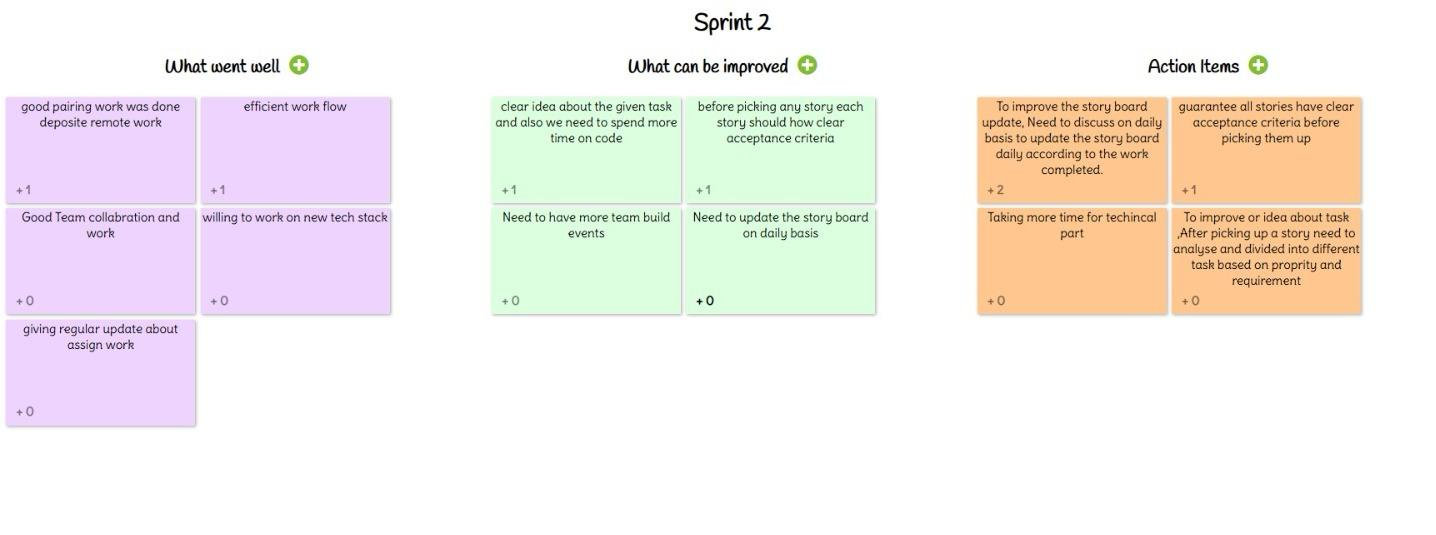 Sprint 2
What went well
good pairing work was done
deposite remote work
+1
efficient work flow
+1
Good Team collabration and
work
+0
willing to work on new tech stack
+0
giving regular update about
assign work
+0
What can be improved
clear idea about the given task
and also we need to spend more
time on code
+1
before picking any story each
story should how clear
acceptance criteria
+1
Need to have more team build
events
+0
Need to update the story board
on daily basis
+0
Action Items
To improve the story board
update, Need to discuss on daily
basis to update the story board
daily according to the work
completed.
+2
guarantee all stories have clear
acceptance criteria before
picking them up
+1
Taking more time for techincal
part
+0
To improve or idea about task
,After picking up a story need to
analyse and divided into different
task based on proprity and
requirement
+0